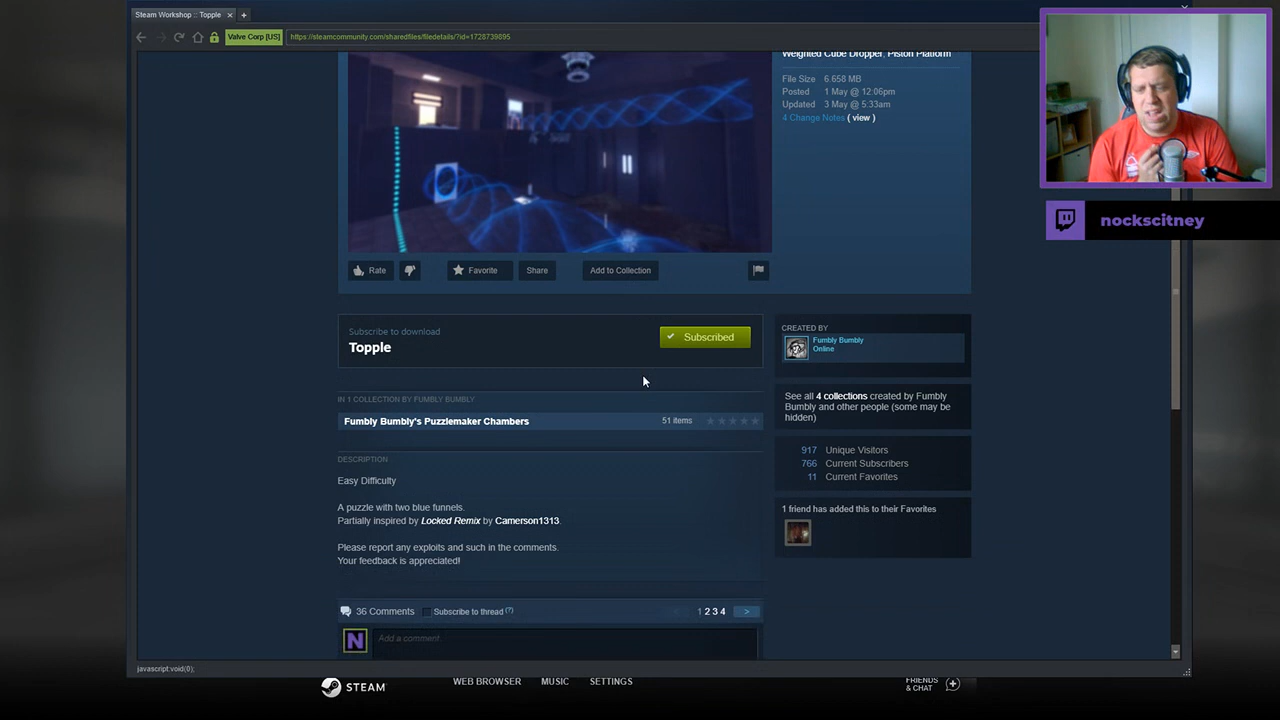 Steam Workshop :: Topple
Valve Corp [US]
https://steamcommunity.com/sharedfiles/filedetails/?id=1728739895
Weighted Cube Dropper, Piston Platform
File Size 6.658 MB
Posted 1 May @ 12:06pm
Updated 3 May @ 5:33am
4 Change Notes ( view )
nockscitney
Rate
Favorite
Share
Add to Collection
Subscribe to download
Topple
Subscribed
CREATED BY
Fumbly Bumbly
Online
IN 1 COLLECTION BY FUMBLY BUMBLY
Fumbly Bumbly's Puzzlemaker Chambers 51 items
See all 4 collections created by Fumbly
Bumbly and other people (some may be
hidden)
917 Unique Visitors
766 Current Subscribers
11 Current Favorites
DESCRIPTION
Easy Difficulty
A puzzle with two blue funnels.
Partially inspired by Locked Remix by Camerson1313.
Please report any exploits and such in the comments.
Your feedback is appreciated!
1 friend has added this to their Favorites
36 Comments Subscribe to thread (?) < 1 2 3 4 >
N
Add a comment
javascript:void(0);
STEAM
WEB BROWSER MUSIC SETTINGS
FRIENDS
& CHAT